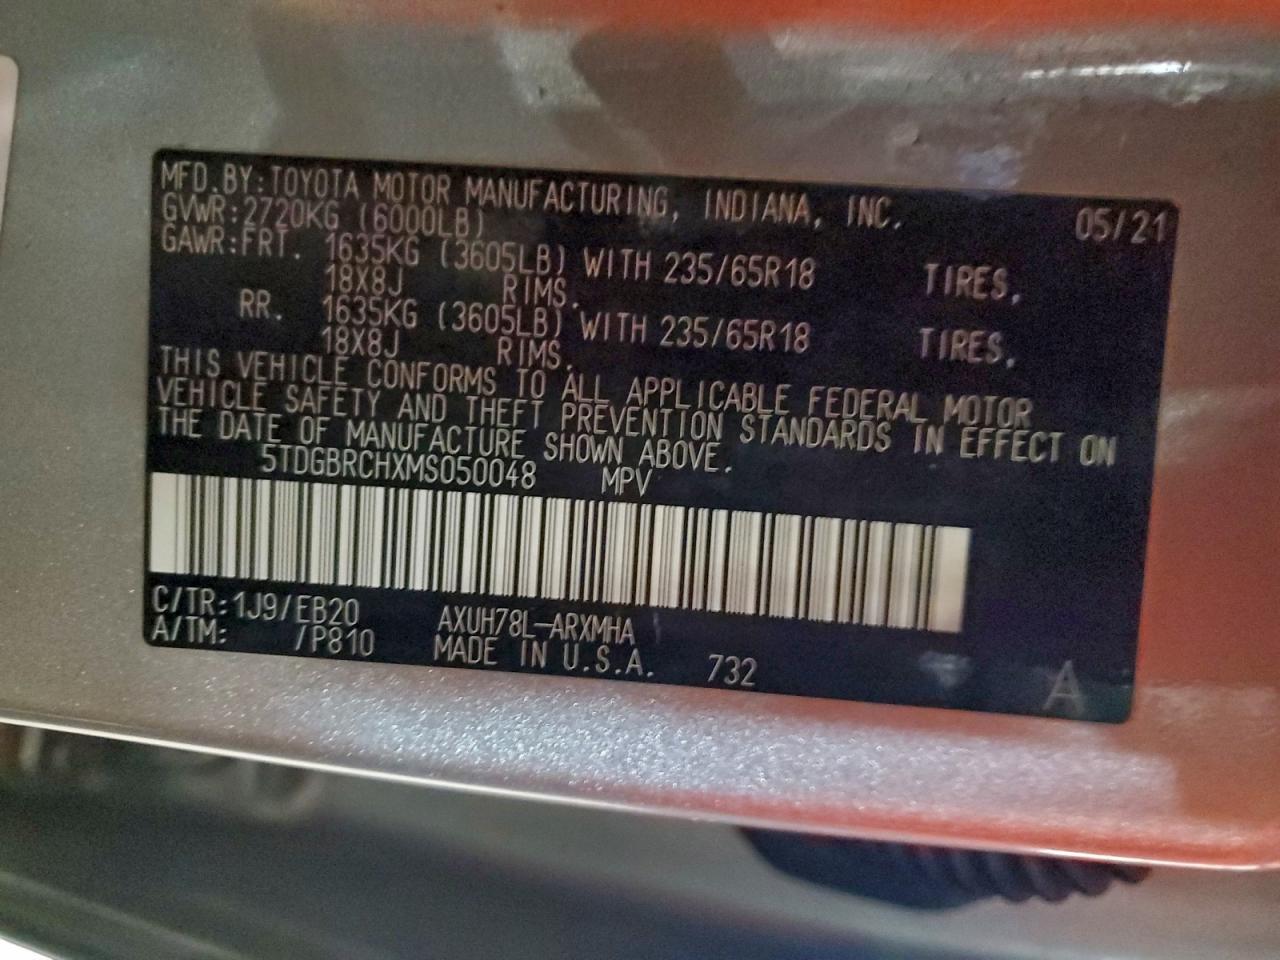 MFD.BY:TOYOTA MOTOR MANUFACTURING, INDIANA, INC. 05/21
GVWR:2720KG (6000LB)
GAWR:FRT. 1635KG (3605LB) WITH 235/65R18 TIRES,
18X8J RIMS.
RR. 1635KG (3605LB) WITH 235/65R18 TIRES,
18X8J RIMS.
THIS VEHICLE CONFORMS TO ALL APPLICABLE FEDERAL MOTOR
VEHICLE SAFETY AND THEFT PREVENTION STANDARDS IN EFFECT ON
THE DATE OF MANUFACTURE SHOWN ABOVE.
5TDGBRCHXMS050048 MPV
C/TR:1J9/EB20 AXUH78L-ARXMHA
A/TM: /P810 MADE IN U.S.A. 732
A